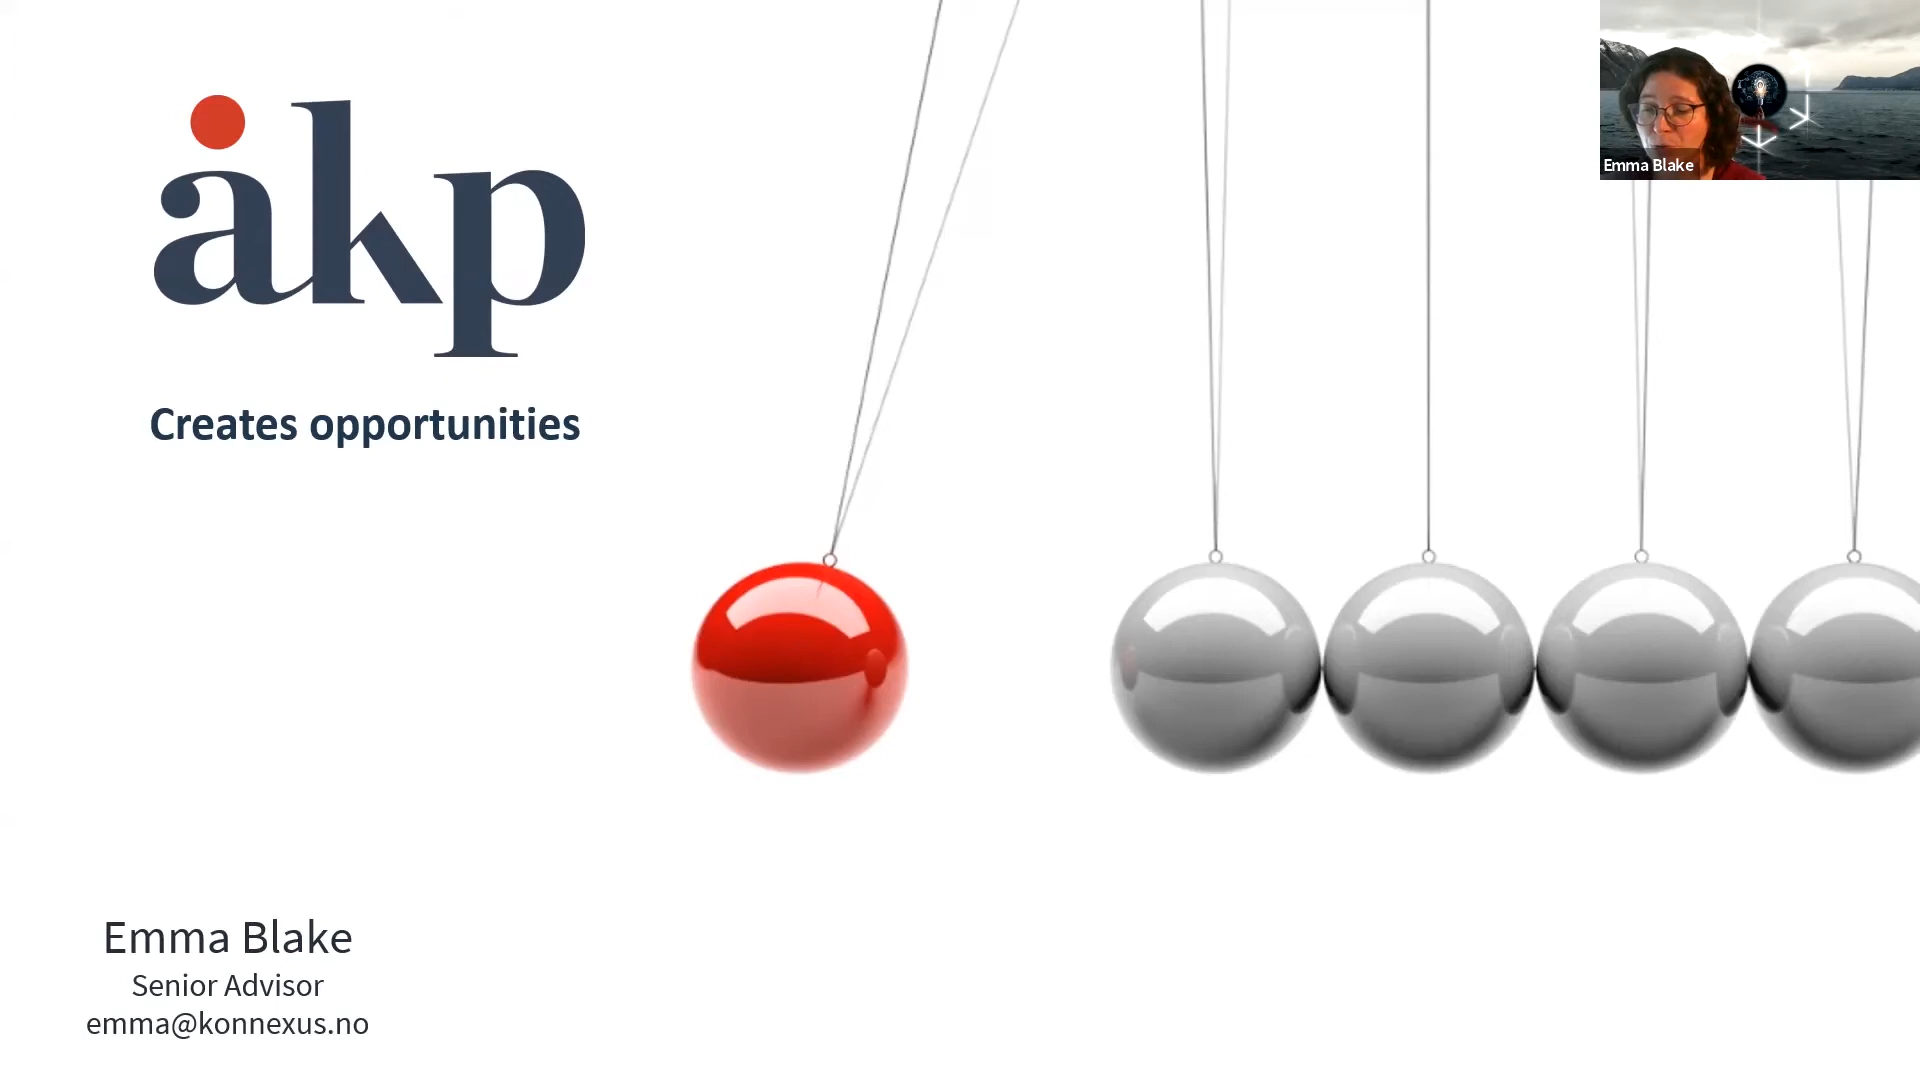 åkp
Creates opportunities
Emma Blake
Emma Blake
Senior Advisor
emma@konnexus.no